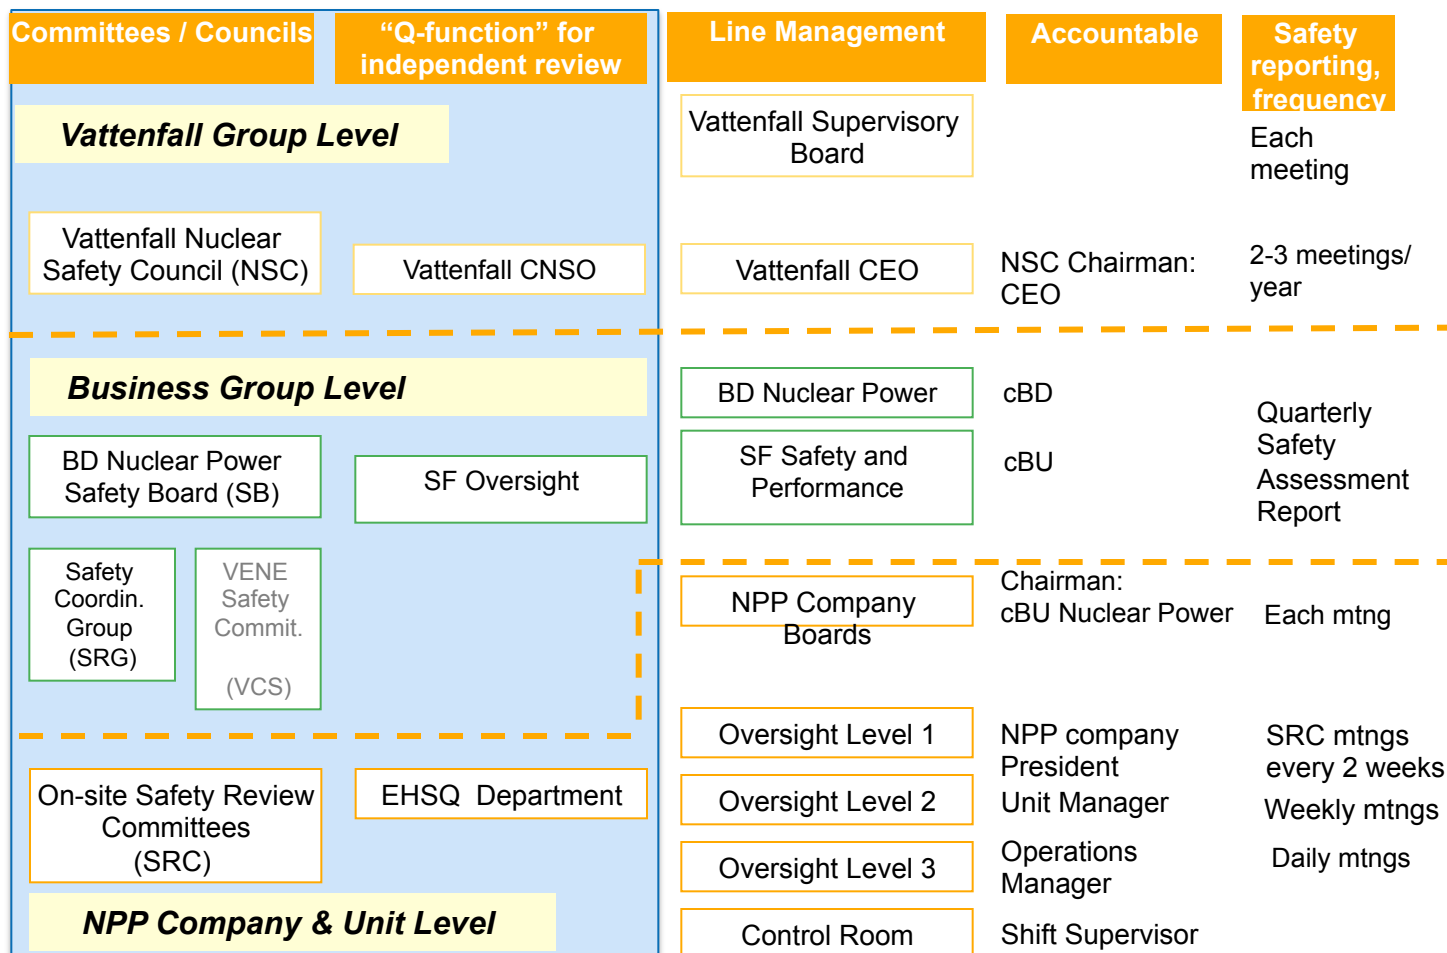 Committees / Councils
“Q-function” for
independent review
Line Management
Accountable
Safety
reporting,
frequency
Vattenfall Group Level
Vattenfall Supervisory
Board
Each
meeting
Vattenfall Nuclear
Safety Council (NSC)
Vattenfall CNSO
Vattenfall CEO
NSC Chairman:
CEO
2-3 meetings/
year
Business Group Level
BD Nuclear Power
cBD
BD Nuclear Power
Safety Board (SB)
SF Oversight
SF Safety and
Performance
cBU
Quarterly
Safety
Assessment
Report
Safety
Coordin.
Group
(SRG)
VENE
Safety
Commit.
(VCS)
NPP Company
Boards
Chairman:
cBU Nuclear Power
Each mtng
Oversight Level 1
NPP company
President
SRC mtngs
every 2 weeks
On-site Safety Review
Committees
(SRC)
EHSQ Department
Oversight Level 2
Unit Manager
Weekly mtngs
Oversight Level 3
Operations
Manager
Daily mtngs
NPP Company & Unit Level
Control Room
Shift Supervisor